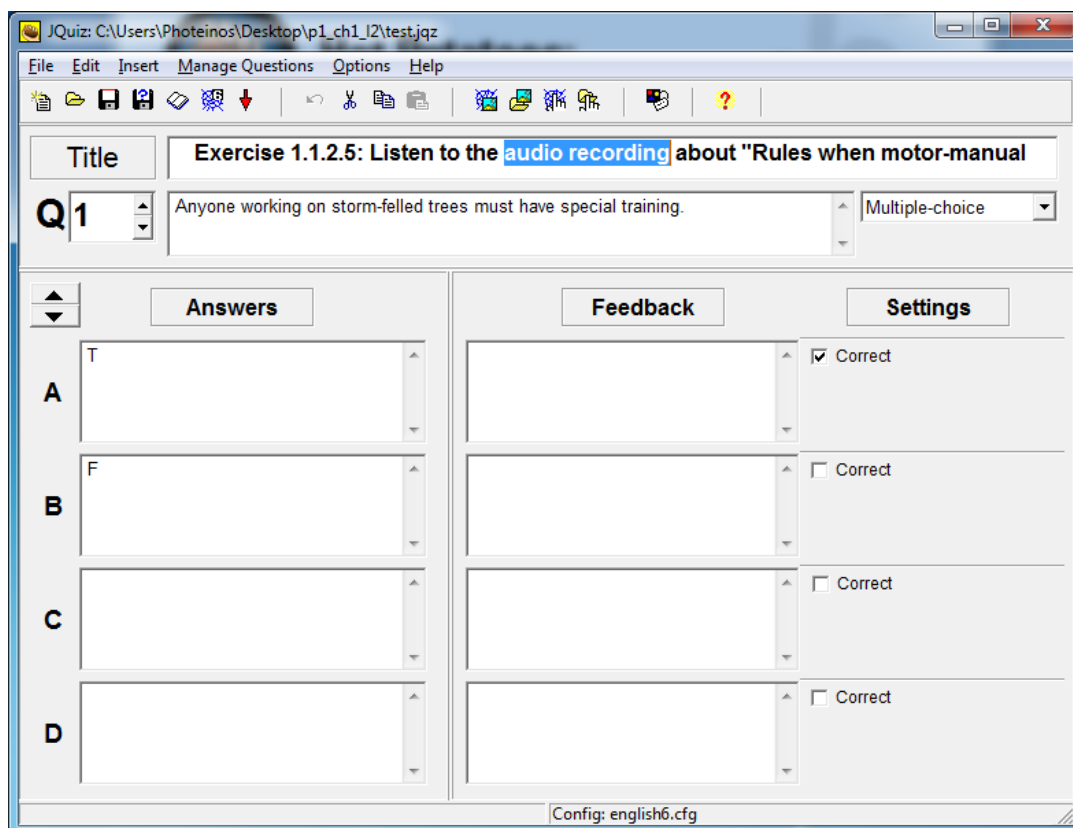 JQuiz: C:\Users\Photeinos\Desktop\p1_ch1_l2\test.jqz
File Edit Insert Manage Questions Options Help
Title
Exercise 1.1.2.5: Listen to the audio recording about "Rules when motor-manual
Q 1
Anyone working on storm-felled trees must have special training.
Multiple-choice
Answers
Feedback
Settings
A
T
Correct
B
F
Correct
C
Correct
D
Correct
Config: english6.cfg